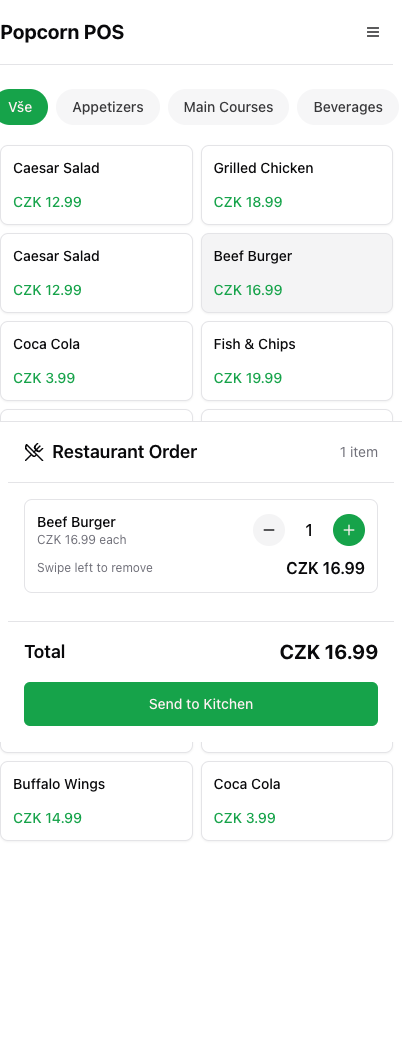 Popcorn POS
Vše
Appetizers
Main Courses
Beverages
Caesar Salad
CZK 12.99
Grilled Chicken
CZK 18.99
Caesar Salad
CZK 12.99
Beef Burger
CZK 16.99
Coca Cola
CZK 3.99
Fish & Chips
CZK 19.99
Restaurant Order
1 item
Beef Burger
CZK 16.99 each
1
Swipe left to remove
CZK 16.99
Total
CZK 16.99
Send to Kitchen
Buffalo Wings
CZK 14.99
Coca Cola
CZK 3.99